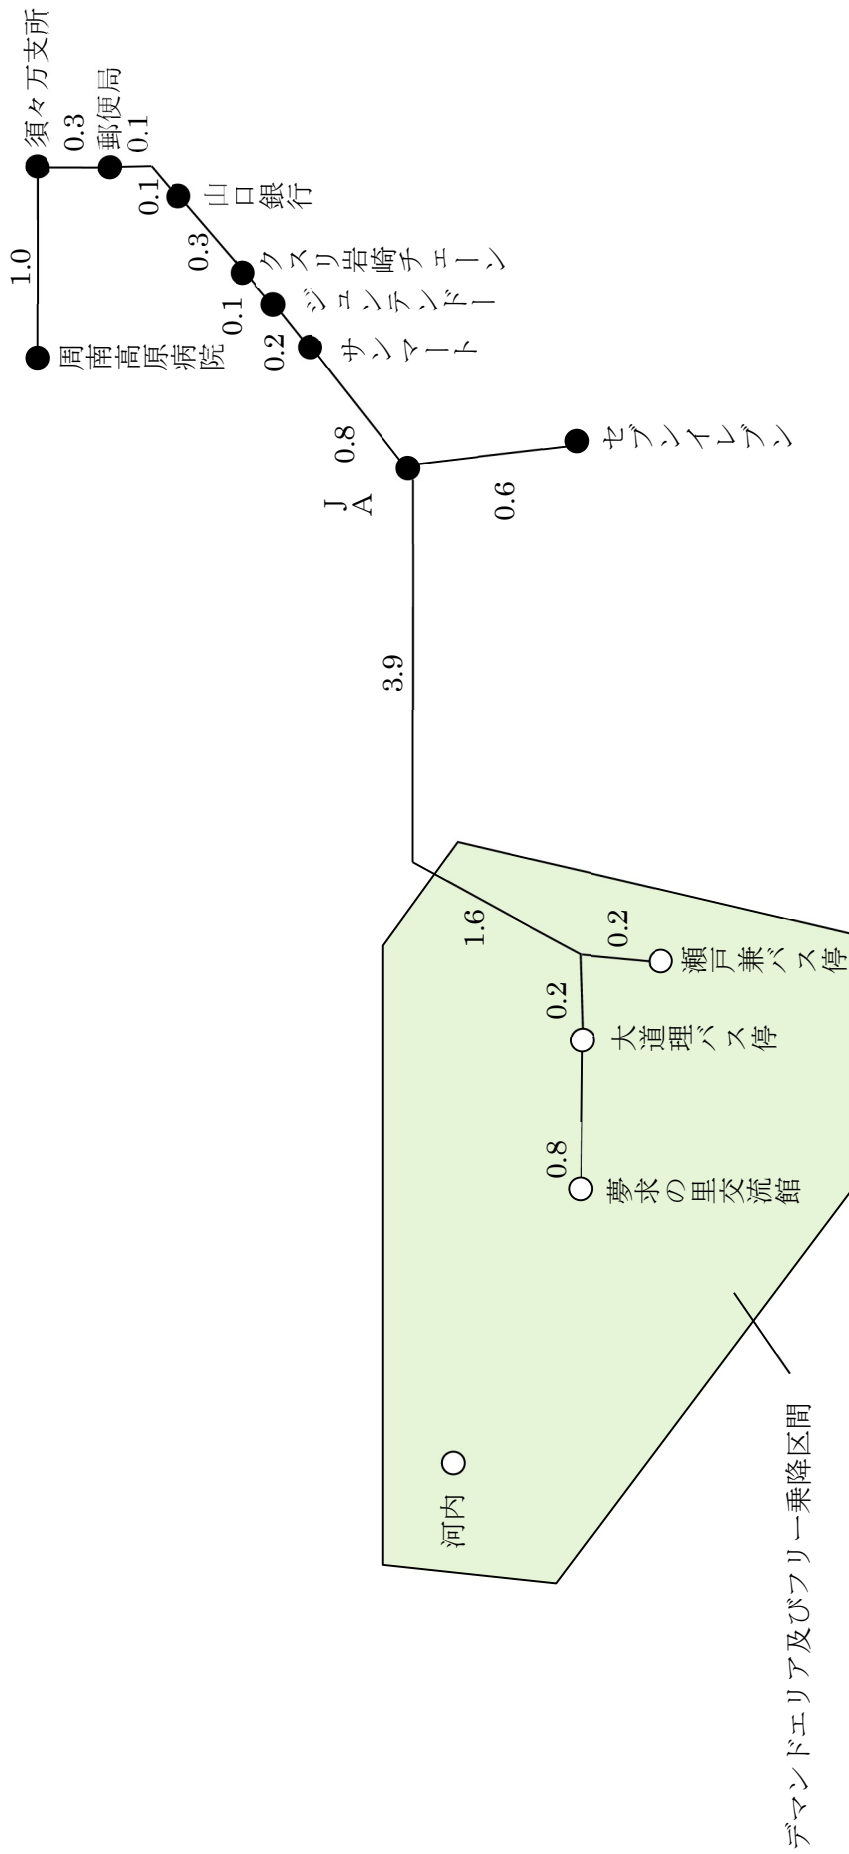 須々万支所
0.3
郵便局
0.1
1.0
0.1
山口銀行
周南高原病院
0.3
クスリ岩崎チェーン
0.1
ジュンテンドー
0.2
サンマート
0.8
JA
0.6
セブンイレブン
3.9
1.6
0.2
瀬戸兼バス停
0.2
大道理バス停
0.8
夢求の里交流館
河内
デマンドエリア及びフリー乗降区間